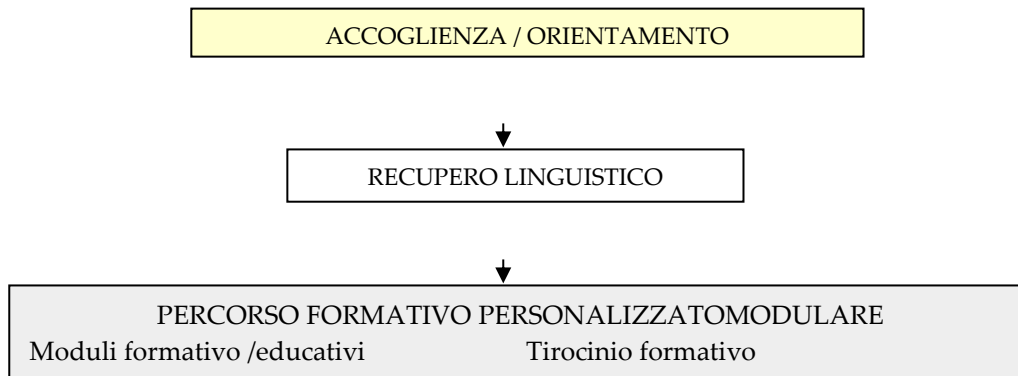 ACCOGLIENZA / ORIENTAMENTO
RECUPERO LINGUISTICO
PERCORSO FORMATIVO PERSONALIZZATOMODULARE
Moduli formativo /educativi Tirocinio formativo